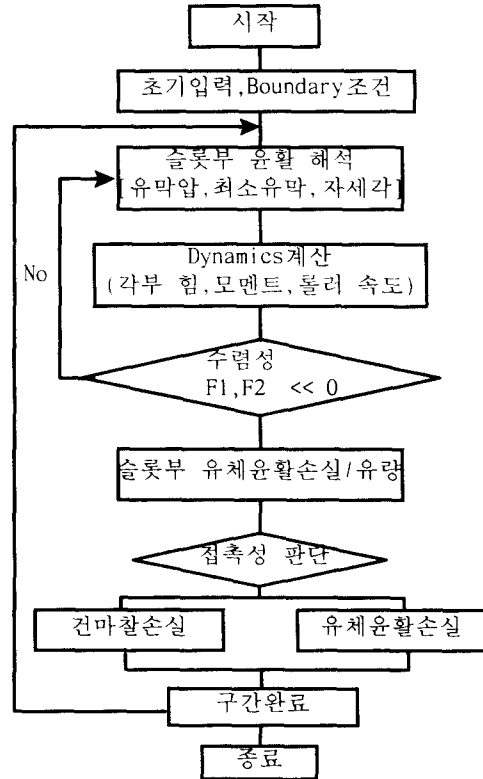 시작
초기입력,Boundary조건
슬롯부 윤활 해석
[유막압,최소유막,자세각]
No
Dynamics계산
(각부 힘,모멘트,롤러 속도)
수렴성
F1,F2 << 0
슬롯부 유체윤활손실/유량
접촉성 판단
건마찰손실
유체윤활손실
구간완료
종료